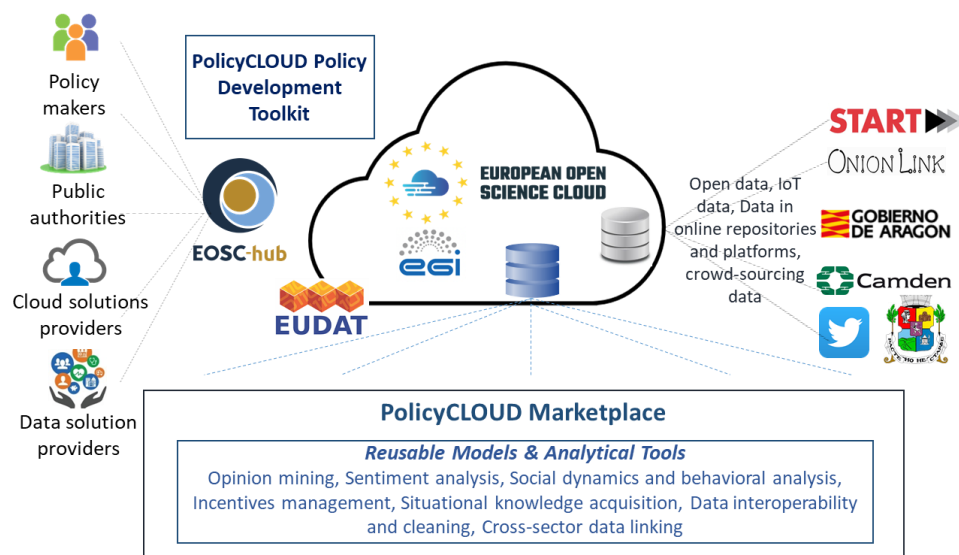 Policy
makers
Public
authorities
Cloud solutions
providers
Data solution
providers
PolicyCLOUD Policy
Development
Toolkit
EOSC-hub
EUROPEAN OPEN
SCIENCE CLOUD
eGI
EUDAT
Open data, IoT
data, Data in
online repositories
and platforms,
crowd-sourcing
data
START
ONION LINK
GOBIERNO
DE ARAGON
Camden
PolicyCLOUD Marketplace
Reusable Models & Analytical Tools
Opinion mining, Sentiment analysis, Social dynamics and behavioral analysis,
Incentives management, Situational knowledge acquisition, Data interoperability
and cleaning, Cross-sector data linking